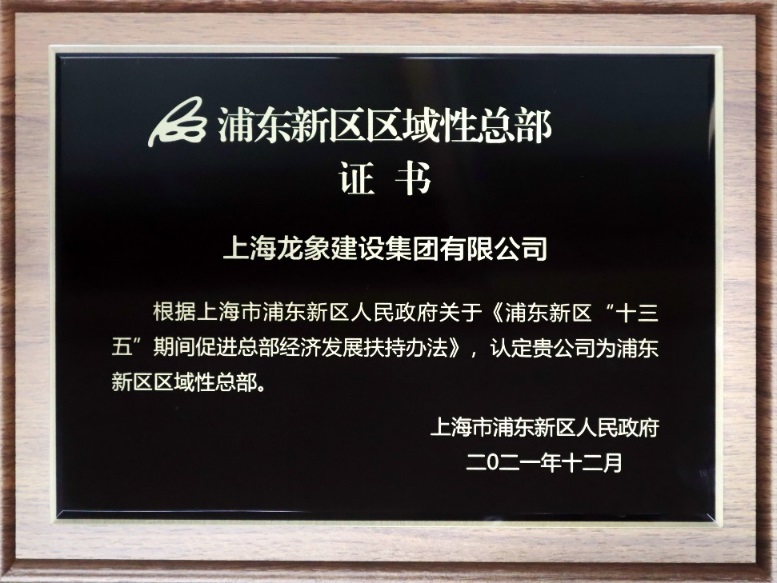 浦东新区区域性总部
证书
上海龙象建设集团有限公司
根据上海市浦东新区人民政府关于《浦东新区“十三
五”期间促进总部经济发展扶持办法》，认定贵公司为浦东
新区区域性总部。
上海市浦东新区人民政府
二0二一年十二月